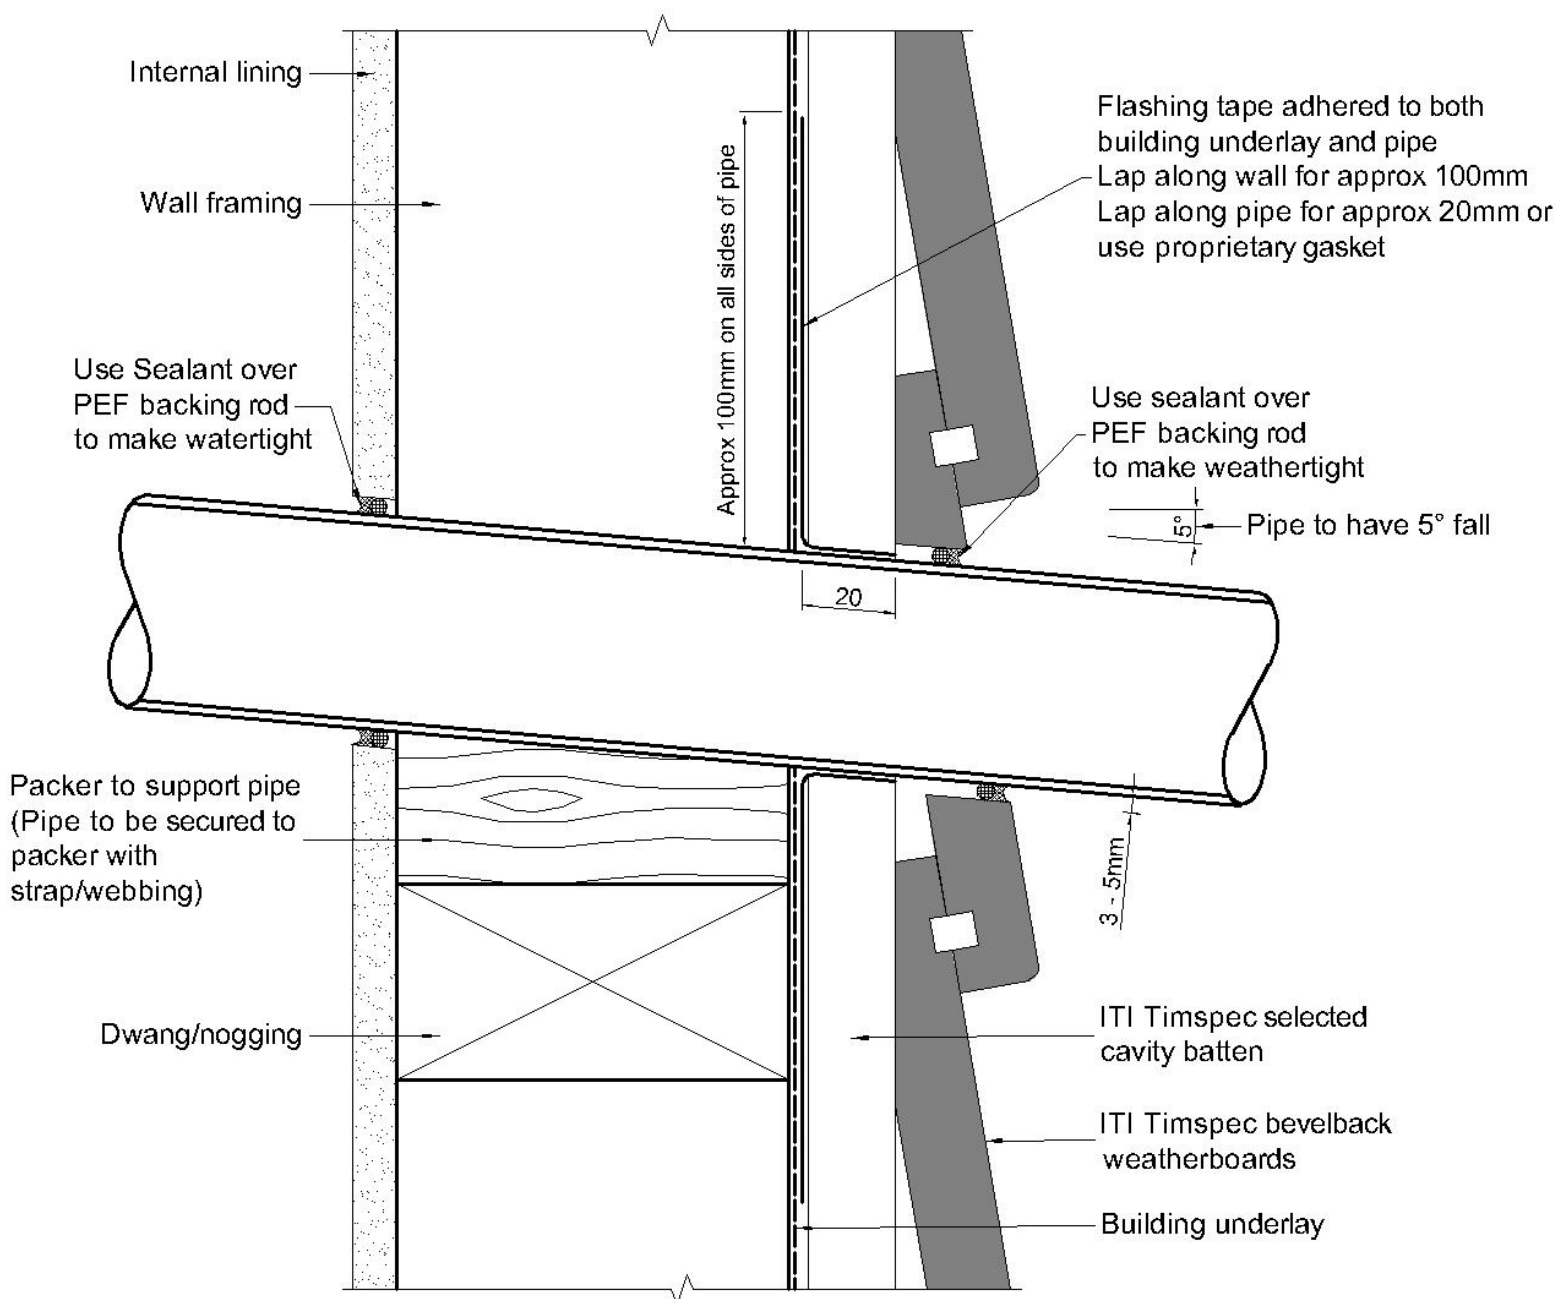 Internal lining
Wall framing
Use Sealant over
PEF backing rod
to make watertight
Packer to support pipe
(Pipe to be secured to
packer with
strap/webbing)
Dwang/nogging
Approx 100mm on all sides of pipe
20
Flashing tape adhered to both
building underlay and pipe
Lap along wall for approx 100mm
Lap along pipe for approx 20mm or
use proprietary gasket
Use sealant over
PEF backing rod
to make weathertight
5°
Pipe to have 5° fall
3 - 5mm
ITI Timspec selected
cavity batten
ITI Timspec bevelback
weatherboards
Building underlay